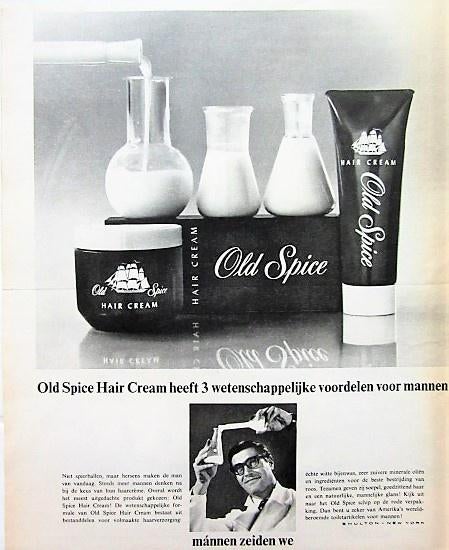 HAIR CREAM
Old Spice
Old Spice
HAIR CREAM
HAIR CREAM
Old Spice
HAIR CREAM
Old Spice
Old Spice Hair Cream heeft 3 wetenschappelijke voordelen voor mannen
Niet spierballen, maar hersens maken de man
van vandaag. Steeds meer mannen denken na
bij de keus van hun haarcrème. Overal wordt
het meest uitgedachte produkt gekozen: Old
Spice Hair Cream! De wetenschappelijke for-
mule van Old Spice Hair Cream bestaat uit
bestanddelen voor volmaakte haarverzorging:
échte witte bijenwas, zeer zuivere minerale oliën
en ingrediënten voor de beste bestrijding van
roos. Tezamen geven zij soepel, goedzittend haar
en een natuurlijke, mannelijke glans! Kijk uit
naar het Old Spice schip op de rode verpak-
king. Dan bent u zeker van Amerika's wereld-
beroemde toiletartikelen voor mannen!
SHULTON - NEW YORK
mánnen zeiden we